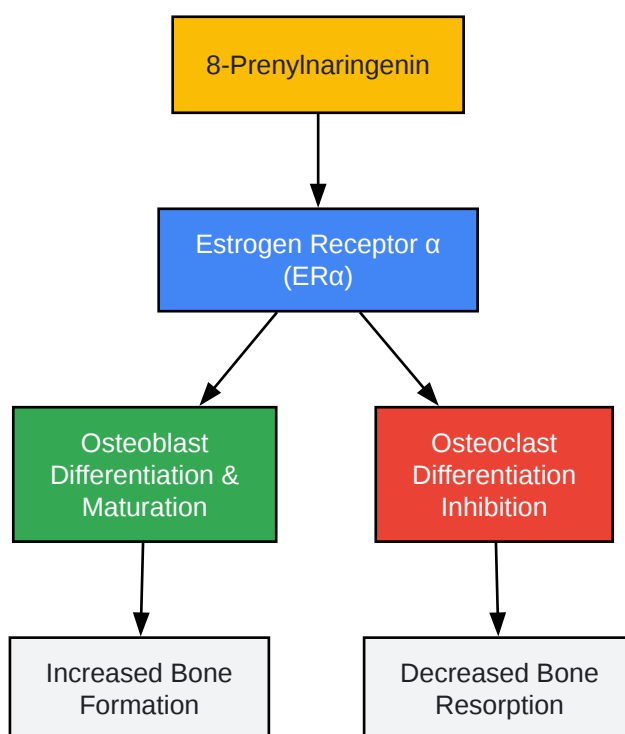 8-Prenylnaringenin
Estrogen Receptor α
(ERα)
Osteoblast
Differentiation &
Maturation
Osteoclast
Differentiation
Inhibition
Increased Bone
Formation
Decreased Bone
Resorption